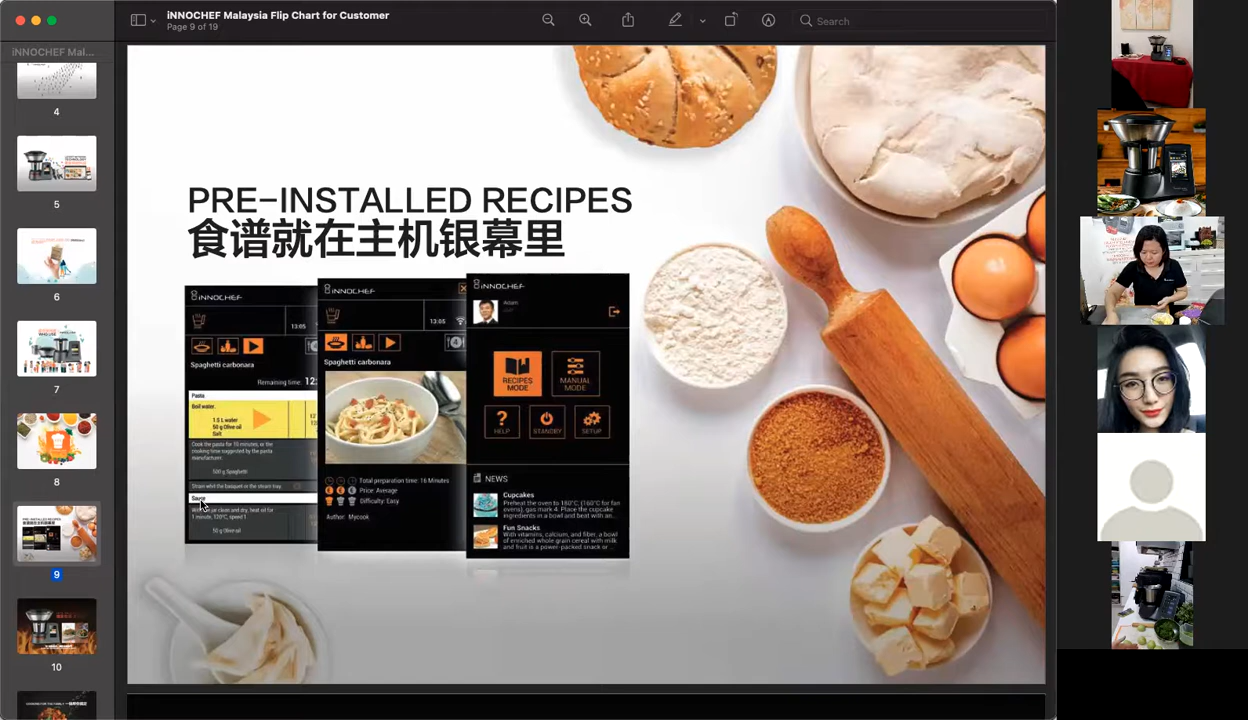 iNNOCHEF Malaysia Flip Chart for Customer
Page 9 of 19
Search
iNNOCHEF Mal...
4
5
6
7
8
9
10
PRE-INSTALLED RECIPES
食谱就在主机银幕里
iNNOCHEF
13:05
Spaghetti carbonara
Remaining time: 12:
Pasta
Boil water.
1.5 L water
50 g Olive oil
Salt
Cook the pasta for 10 minutes, or the
cooking time suggested by the pasta
manufacturer.
500 g Spaghetti
Sauce
1 minute, 120°C, speed 1
50 g Olive oil
iNNOCHEF
13:05
Spaghetti carbonara
Total preparation time: 16 Minutes
Price: Average
Difficulty: Easy
Author: Mycook
iNNOCHEF
Adam
RECIPES
MODE
MANUAL
MODE
HELP
STANDBY
SETUP
NEWS
Cupcakes
Preheat the oven to 160°C (160°C for fan
ovens), gas mark 4. Place the cupcake
ingredients in a bowl and beat with an...
Fun Snacks
With vitamins, calcium, and fiber, a bowl
of enriched whole grain cereal with milk
and fruit is a power-packed snack or ...